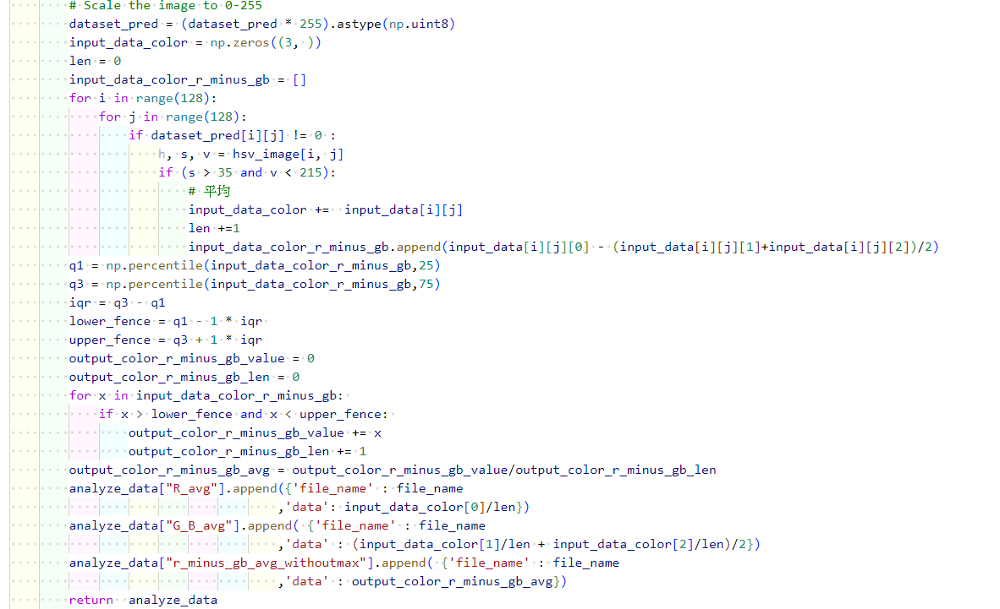 # Scale the image to 0-255
dataset_pred = (dataset_pred * 255).astype(np.uint8)
input_data_color = np.zeros((3, ))
len = 0
input_data_color_r_minus_gb = []
for i in range(128):
for j in range(128):
if dataset_pred[i][j] != 0 :
h, s, v = hsv_image[i, j]
if (s > 35 and v < 215):
# 平均
input_data_color +=  input_data[i][j]
len +=1
input_data_color_r_minus_gb.append(input_data[i][j][0] - (input_data[i][j][1]+input_data[i][j][2])/2)
q1 = np.percentile(input_data_color_r_minus_gb,25)
q3 = np.percentile(input_data_color_r_minus_gb,75)
iqr = q3 - q1
lower_fence = q1 - 1 * iqr
upper_fence = q3 + 1 * iqr
output_color_r_minus_gb_value = 0
output_color_r_minus_gb_len = 0
for x in input_data_color_r_minus_gb:
if x > lower_fence and x < upper_fence:
output_color_r_minus_gb_value += x
output_color_r_minus_gb_len += 1
output_color_r_minus_gb_avg = output_color_r_minus_gb_value/output_color_r_minus_gb_len
analyze_data["R_avg"].append({'file_name' : file_name
,'data': input_data_color[0]/len})
analyze_data["G_B_avg"].append( {'file_name' : file_name
,'data' : (input_data_color[1]/len + input_data_color[2]/len)/2})
analyze_data["r_minus_gb_avg_withoutmax"].append( {'file_name' : file_name
,'data' : output_color_r_minus_gb_avg})
return  analyze_data